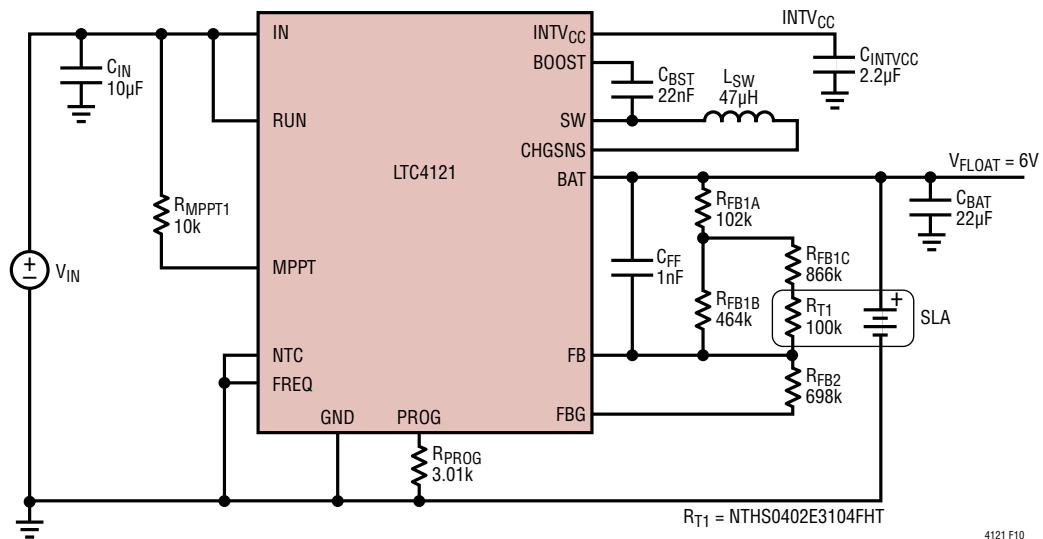 INTVCC
IN
INTVCC
CIN
10µF
BOOST
CBST
22nF
LSW
47µH
CINTVCC
2.2µF
RUN
SW
CHGSNS
LTC4121
BAT
VFLOAT = 6V
RMPPT1
10k
RFB1A
102k
CBAT
22µF
VIN
MPPT
CFF
1nF
RFB1C
866k
RFB1B
464k
RT1
100k
+
SLA
NTC
FB
FREQ
RFB2
698k
GND
PROG
FBG
RPROG
3.01k
RT1 = NTHS0402E3104FHT
4121 F10